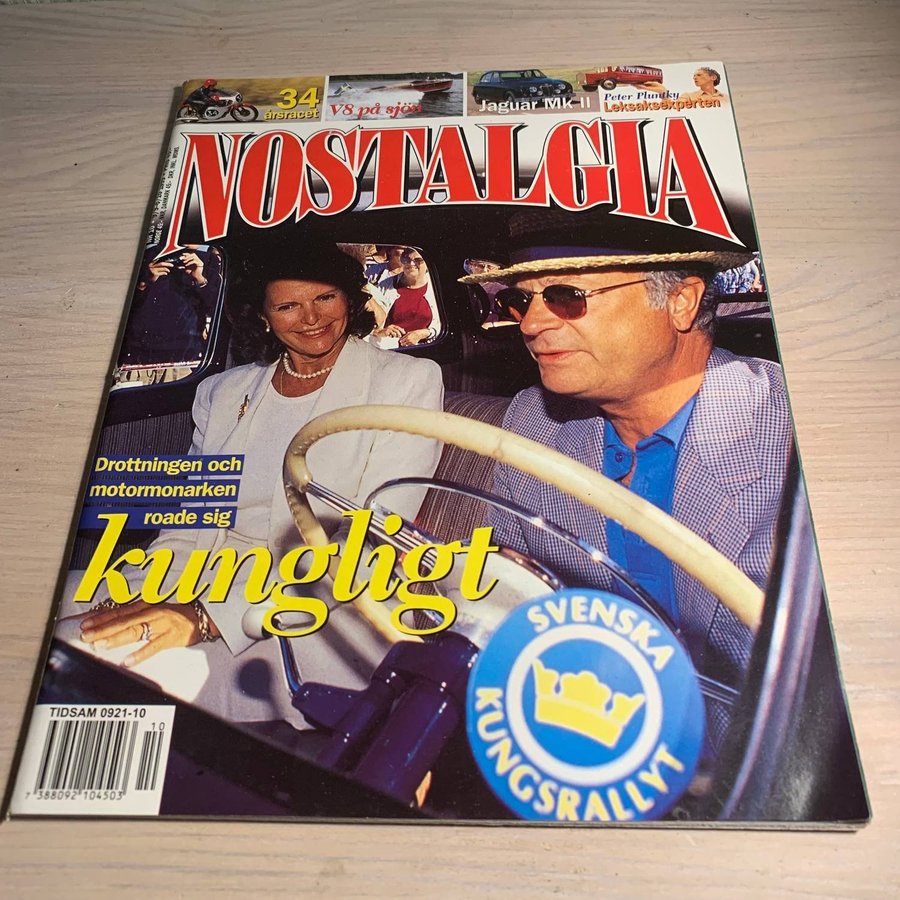 34
årsracet
V8 på sjön
Jaguar Mk II
Peter Pluntky
Leksaksexperten
NOSTALGIA
Drottningen och
motormonarken
roade sig
kungligt
SVENSKA
KUNGSRALLYT
TIDSAM 0921-10
10
7 388092 104503